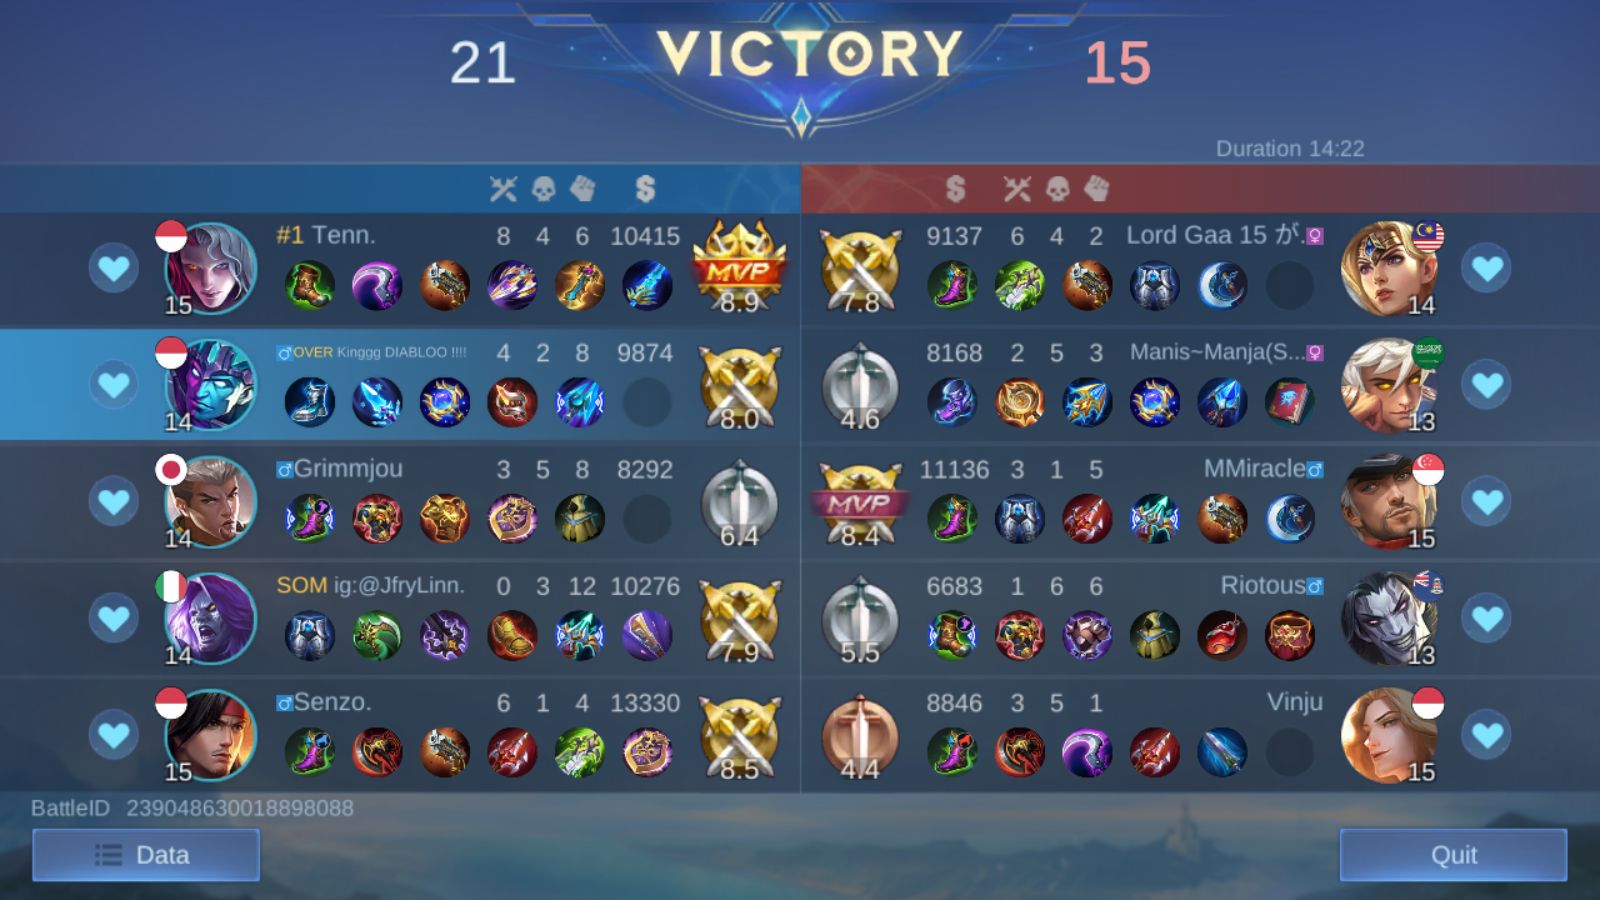 21 VICTORY 15
Duration 14:22
#1 Tenn. 8 4 6 10415 MVP 8.9 15
7.8 9137 6 4 2 Lord Gaa 15 が. 14
OVER Kinggg DIABLOO !!!! 4 2 8 9874 8.0 14
4.6 8168 2 5 3 Manis~Manja(S... 13
Grimmjou 3 5 8 8292 6.4 14
MVP 8.4 11136 3 1 5 MMiracle 15
SOM ig:@JfryLinn. 0 3 12 10276 7.9 14
5.5 6683 1 6 6 Riotous 13
Senzo. 6 1 4 13330 8.5 15
4.4 8846 3 5 1 Vinju 15
BattleID 239048630018898088
Data
Quit